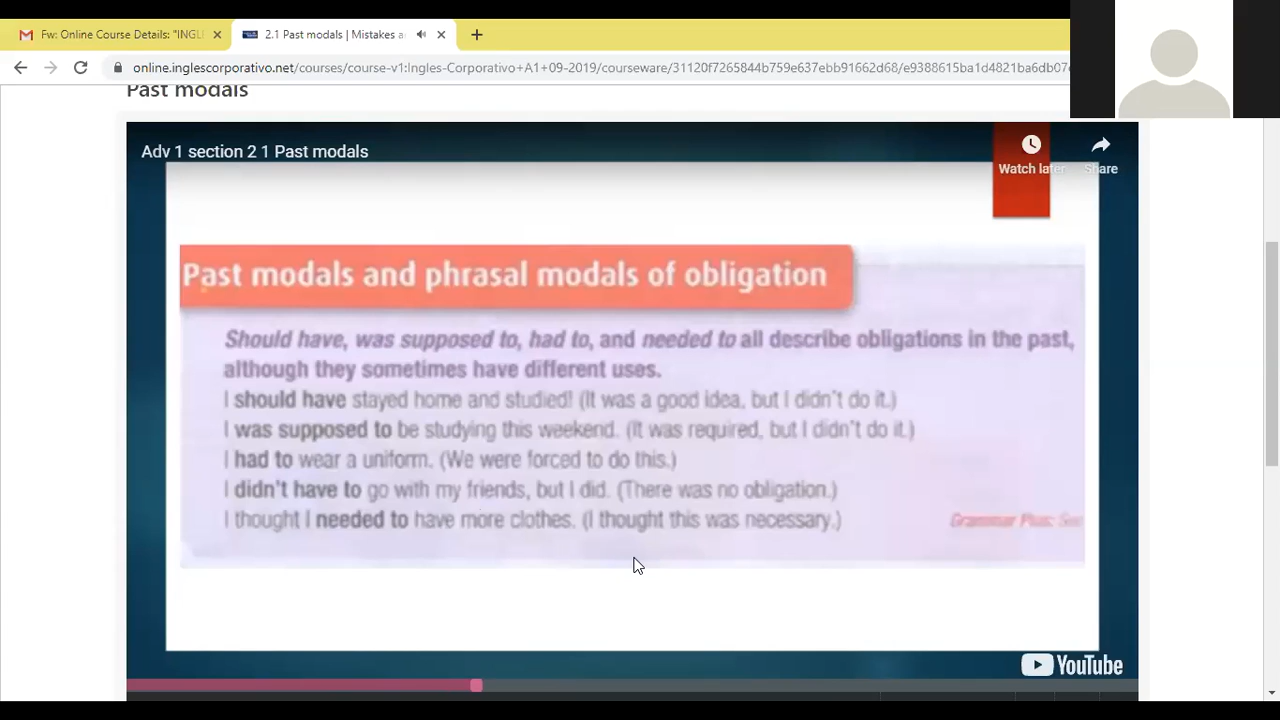 Fw: Online Course Details: "INGL
2.1 Past modals | Mistakes a
online.inglescorporativo.net/courses/course-v1:Ingles-Corporativo+A1+09-2019/courseware/31120f7265844b759e637ebb91662d68/e9388615ba1d4821ba6db07
Past modals
Adv 1 section 2 1 Past modals
Watch later
Share
Past modals and phrasal modals of obligation
Should have, was supposed to, had to, and needed to all describe obligations in the past,
although they sometimes have different uses.
I should have stayed home and studied! (It was a good idea, but I didn't do it.)
I was supposed to be studying this weekend. (It was required, but I didn't do it.)
I had to wear a uniform. (We were forced to do this.)
I didn't have to go with my friends, but I did. (There was no obligation.)
I thought I needed to have more clothes. (I thought this was necessary.)
Grammar Plus: See
YouTube